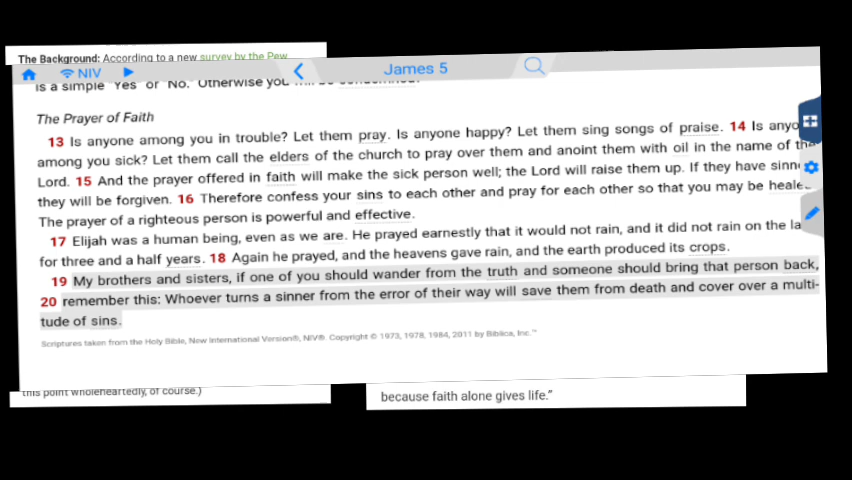 The Background: According to a new survey by the Pew
NIV
James 5
is a simple "Yes" or "No." Otherwise you will be condemned.
The Prayer of Faith
13 Is anyone among you in trouble? Let them pray. Is anyone happy? Let them sing songs of praise. 14 Is anyo
among you sick? Let them call the elders of the church to pray over them and anoint them with oil in the name of the
Lord. 15 And the prayer offered in faith will make the sick person well; the Lord will raise them up. If they have sinn
they will be forgiven. 16 Therefore confess your sins to each other and pray for each other so that you may be heale
The prayer of a righteous person is powerful and effective.
17 Elijah was a human being, even as we are. He prayed earnestly that it would not rain, and it did not rain on the la
for three and a half years. 18 Again he prayed, and the heavens gave rain, and the earth produced its crops.
19 My brothers and sisters, if one of you should wander from the truth and someone should bring that person back,
20 remember this: Whoever turns a sinner from the error of their way will save them from death and cover over a multi-
tude of sins.
Scriptures taken from the Holy Bible, New International Version®, NIV®. Copyright © 1973, 1978, 1984, 2011 by Biblica, Inc.™
this point wholeheartedly, of course.)
because faith alone gives life.”